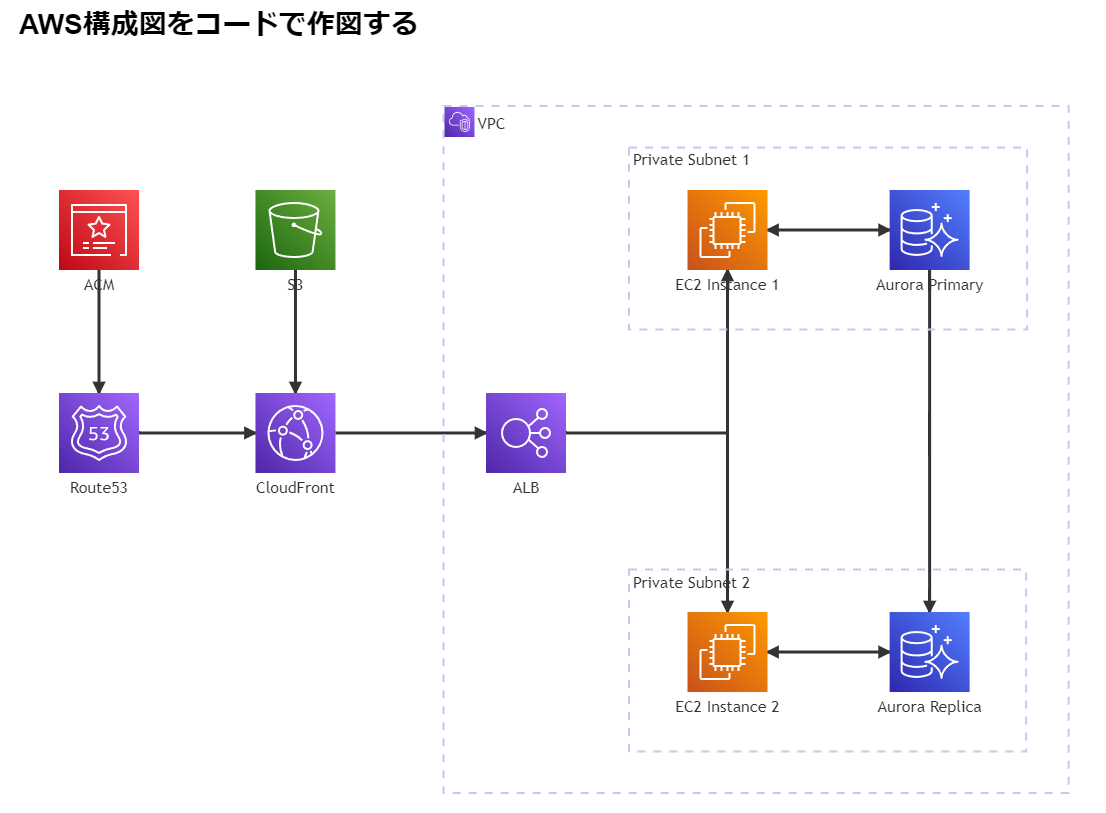 AWS構成図をコードで作図する
VPC
Private Subnet 1
ACM
S3
EC2 Instance 1
Aurora Primary
53
Route53
CloudFront
ALB
Private Subnet 2
EC2 Instance 2
Aurora Replica